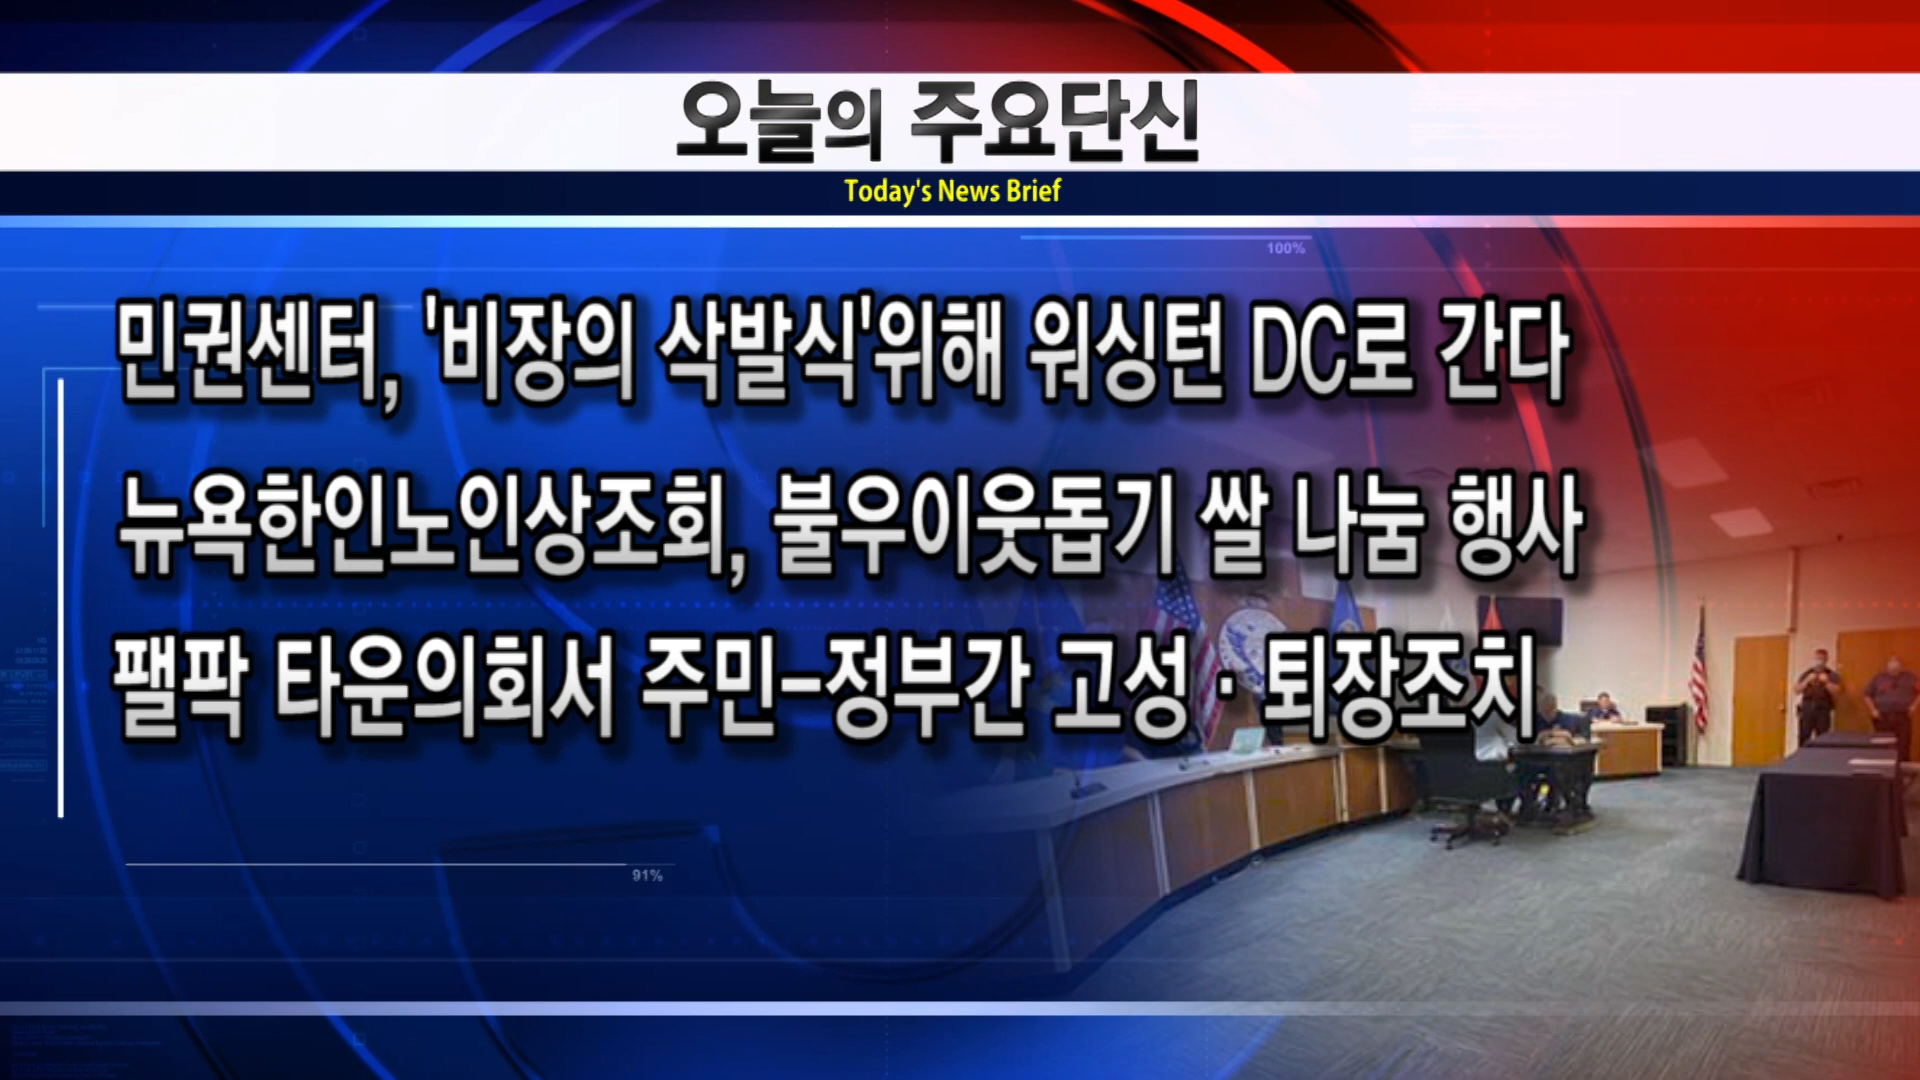 오늘의 주요단신
Today's News Brief
100%
민권센터, '비장의 삭발식'위해 워싱턴 DC로 간다
뉴욕한인노인상조회, 불우이웃돕기 쌀 나눔 행사
팰팍 타운의회서 주민-정부간 고성·퇴장조치
91%